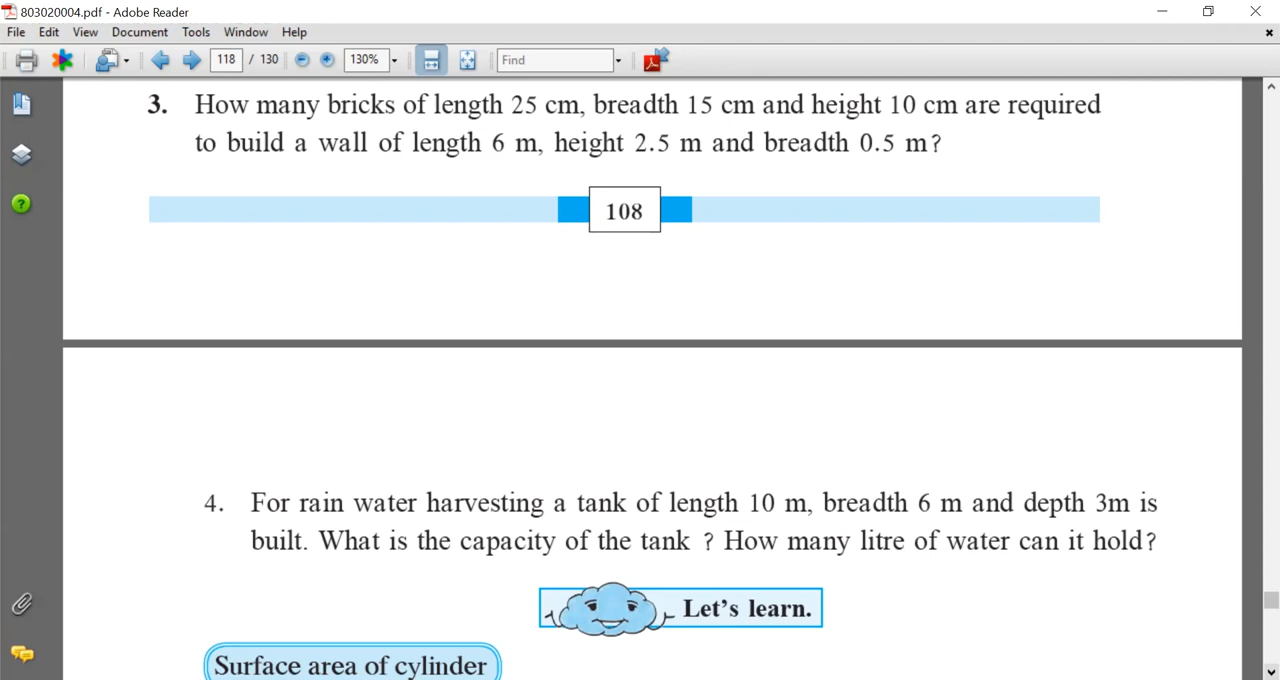 803020004.pdf - Adobe Reader
File Edit View Document Tools Window Help
118 / 130 130% Find
3. How many bricks of length 25 cm, breadth 15 cm and height 10 cm are required
to build a wall of length 6 m, height 2.5 m and breadth 0.5 m?
108
4. For rain water harvesting a tank of length 10 m, breadth 6 m and depth 3m is
built. What is the capacity of the tank ? How many litre of water can it hold?
Let's learn.
Surface area of cylinder